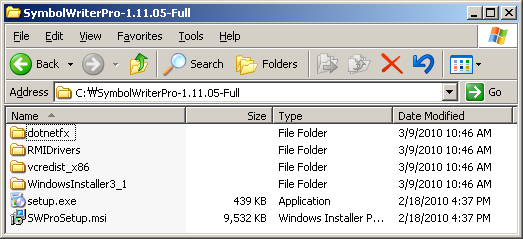 SymbolWriterPro-1.11.05-Full
File Edit View Favorites Tools Help
Back Search Folders
Address C:₩SymbolWriterPro-1.11.05-Full Go
Name Size Type Date Modified
dotnetfx File Folder 3/9/2010 10:46 AM
RMIDrivers File Folder 3/9/2010 10:46 AM
vcredist_x86 File Folder 3/9/2010 10:46 AM
WindowsInstaller3_1 File Folder 3/9/2010 10:46 AM
setup.exe 439 KB Application 2/18/2010 4:37 PM
SWProSetup.msi 9,532 KB Windows Installer P... 2/18/2010 4:37 PM